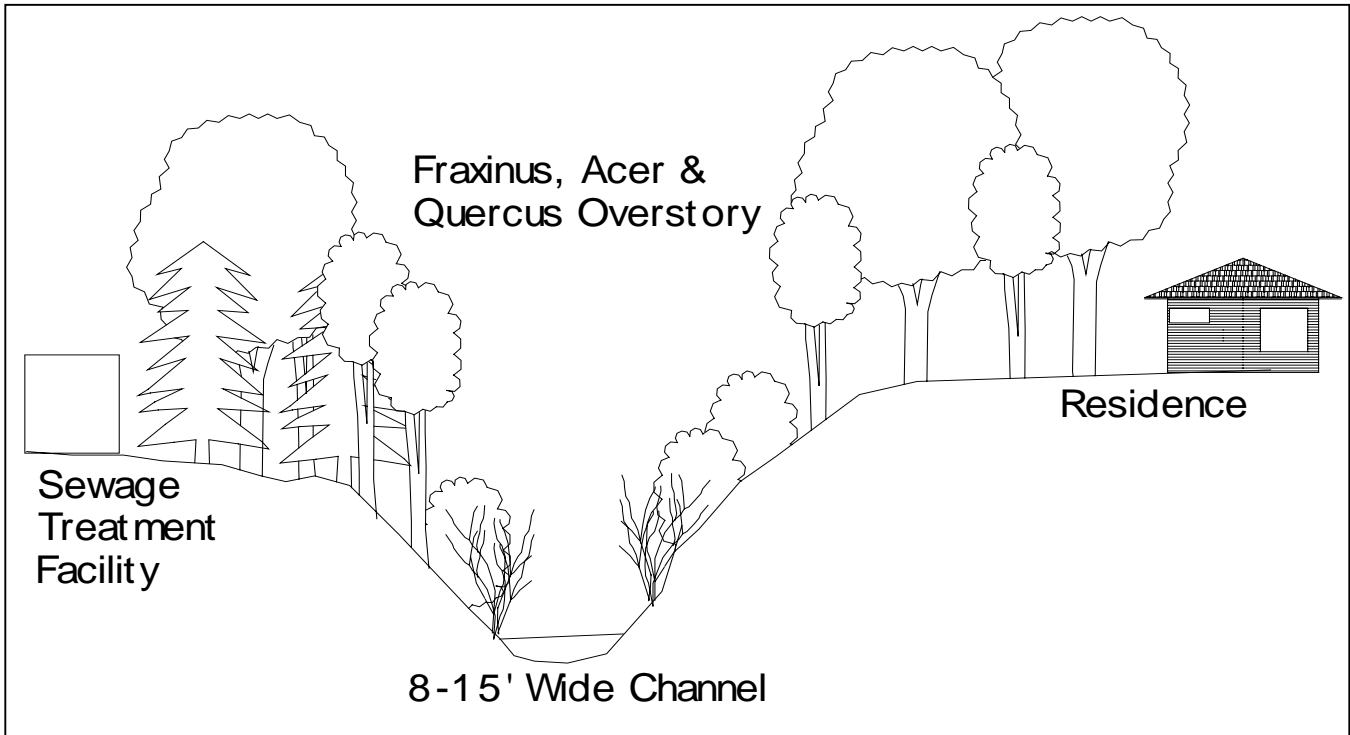 Fraxinus, Acer &
Quercus Overstory
Residence
Sewage
Treatment
Facility
8-15' Wide Channel